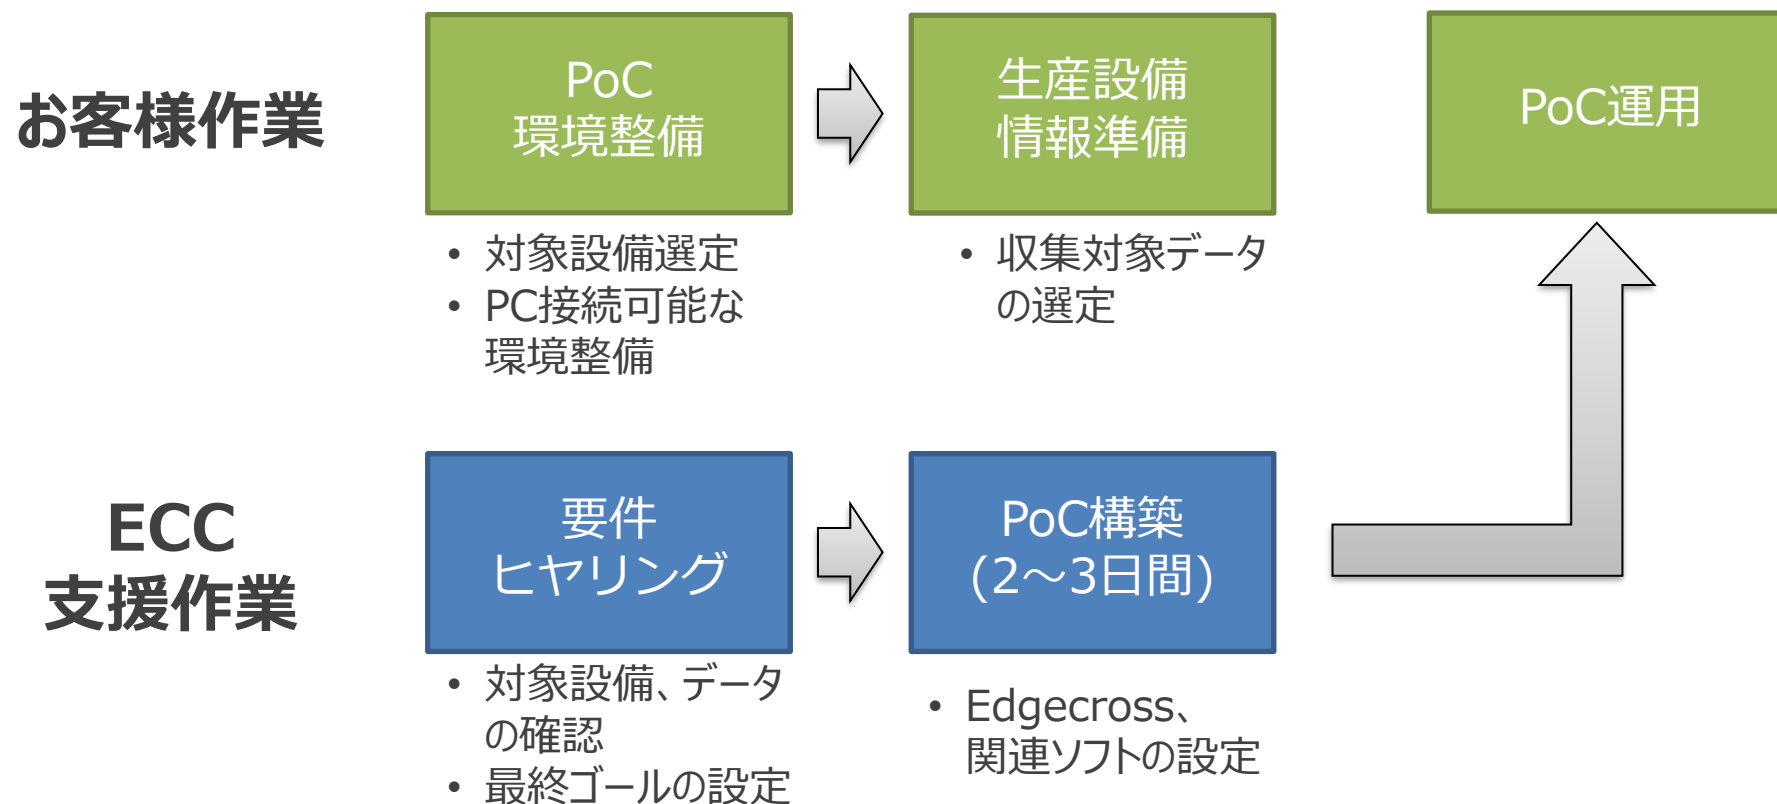 お客様作業
PoC
環境整備
生産設備
情報準備
PoC運用
• 対象設備選定
• PC接続可能な
環境整備
• 収集対象データ
の選定
ECC
支援作業
要件
ヒヤリング
PoC構築
(2～3日間)
• 対象設備、データ
の確認
• 最終ゴールの設定
• Edgecross、
関連ソフトの設定